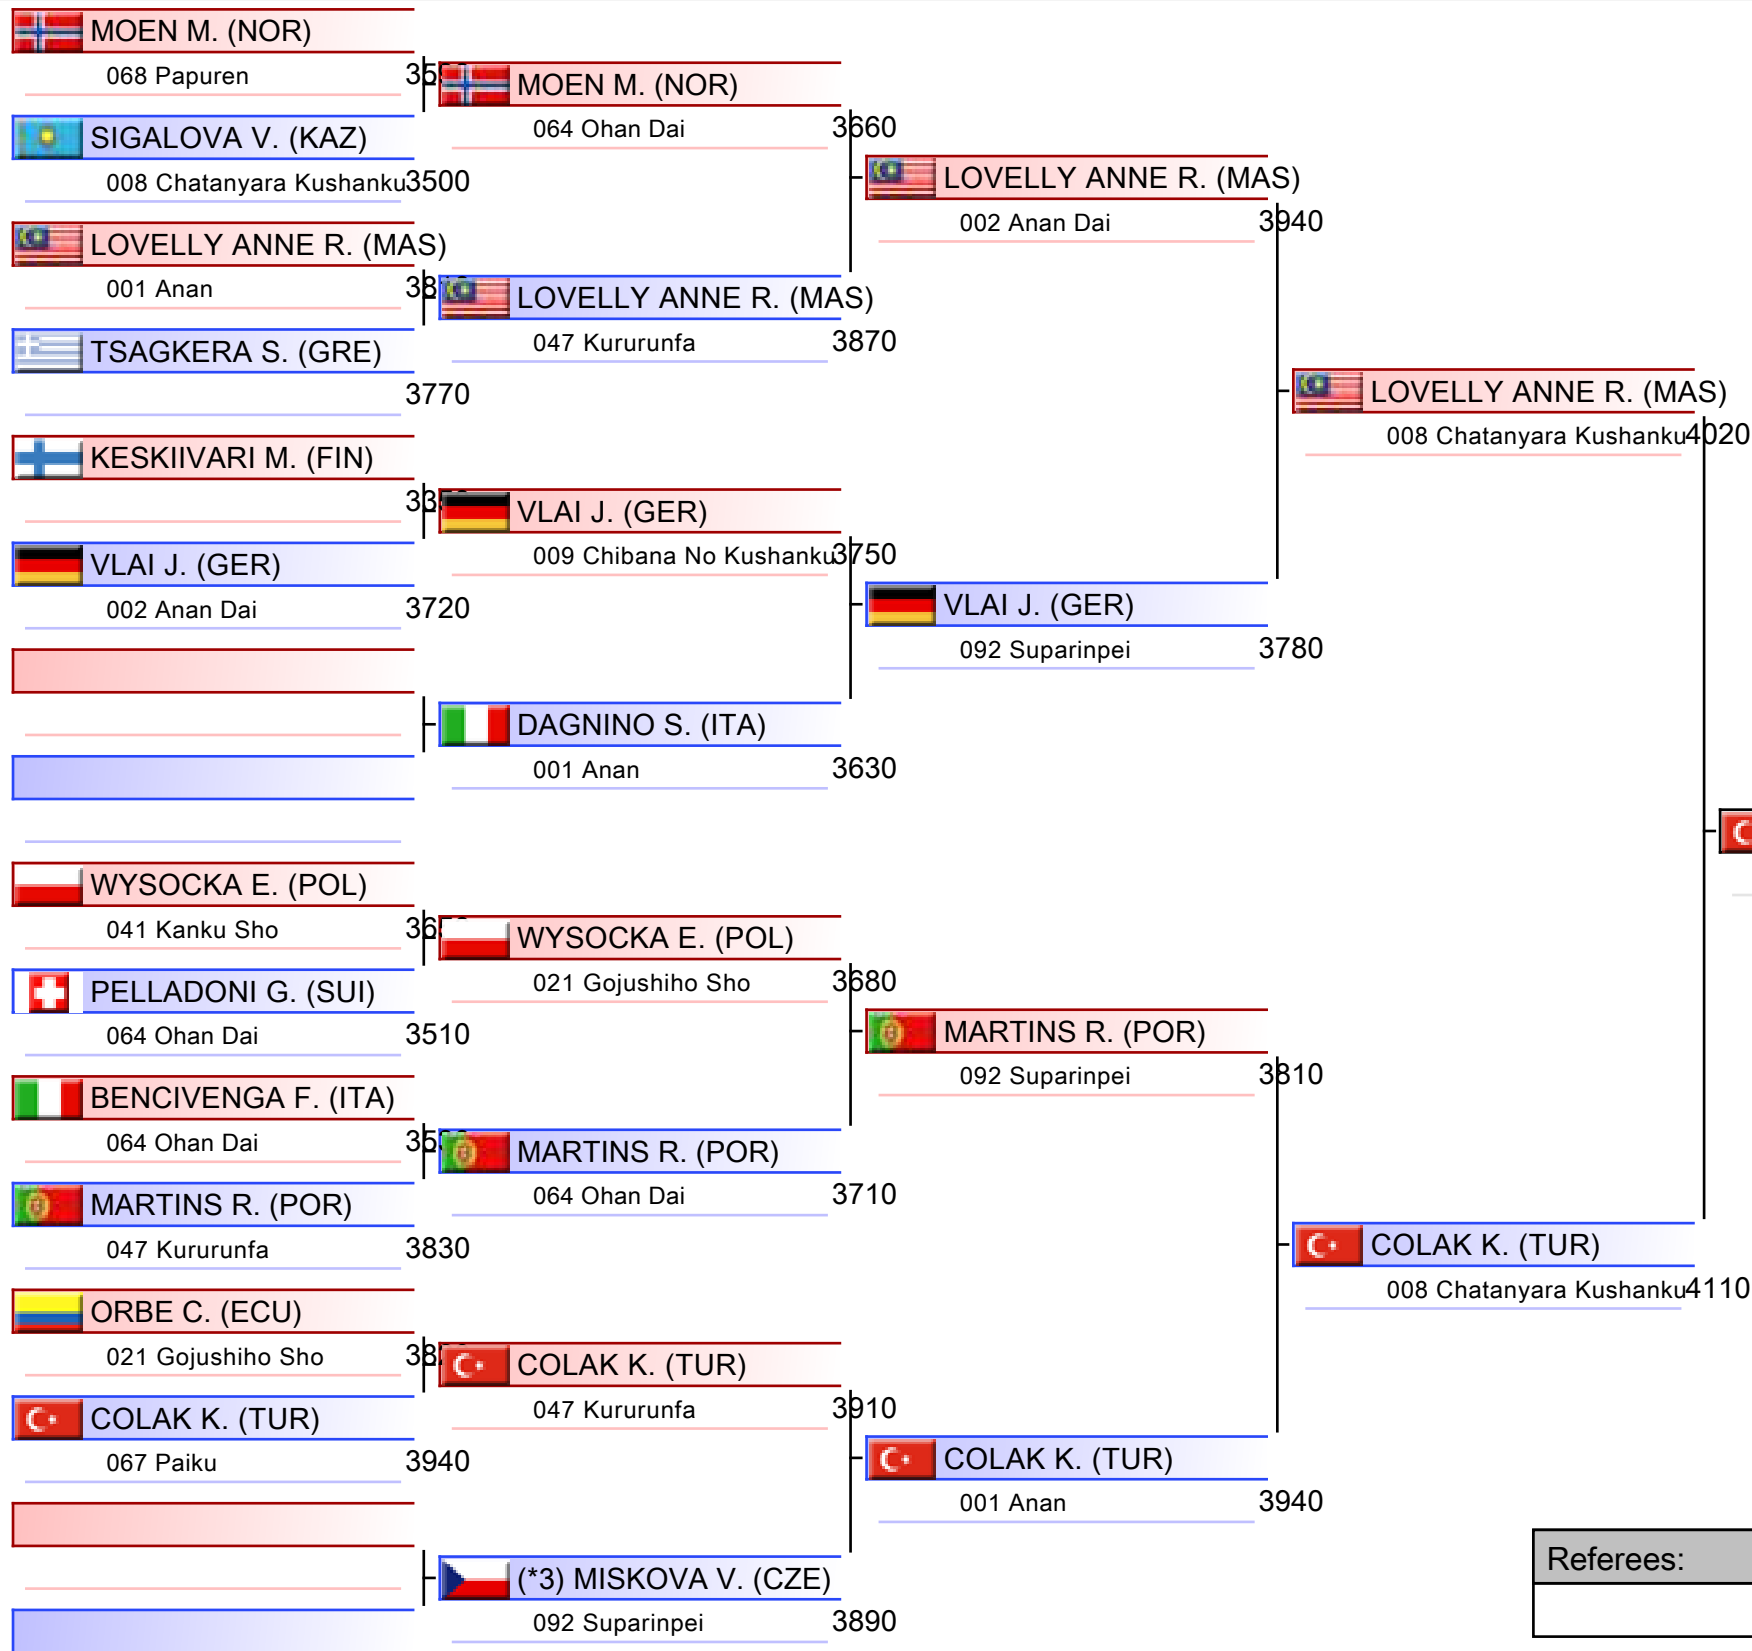 MOEN M. (NOR)
068 Papuren
SIGALOVA V. (KAZ)
008 Chatanyara Kushanku 3500
LOVELLY ANNE R. (MAS)
001 Anan
TSAGKERA S. (GRE)
3770
KESKIIVARI M. (FIN)
VLAI J. (GER)
002 Anan Dai 3720
WYSOCKA E. (POL)
041 Kanku Sho
PELLADONI G. (SUI)
064 Ohan Dai 3510
BENCIVENGA F. (ITA)
064 Ohan Dai
MARTINS R. (POR)
047 Kururunfa 3830
ORBE C. (ECU)
021 Gojushiho Sho
COLAK K. (TUR)
067 Paiku 3940
MOEN M. (NOR)
064 Ohan Dai 3660
LOVELLY ANNE R. (MAS)
047 Kururunfa 3870
VLAI J. (GER)
009 Chibana No Kushanku 3750
DAGNINO S. (ITA)
001 Anan 3630
WYSOCKA E. (POL)
021 Gojushiho Sho 3680
MARTINS R. (POR)
064 Ohan Dai 3710
COLAK K. (TUR)
047 Kururunfa 3910
(*3) MISKOVA V. (CZE)
092 Suparinpei 3890
LOVELLY ANNE R. (MAS)
002 Anan Dai 3940
VLAI J. (GER)
092 Suparinpei 3780
MARTINS R. (POR)
092 Suparinpei 3810
COLAK K. (TUR)
001 Anan 3940
LOVELLY ANNE R. (MAS)
008 Chatanyara Kushanku 4020
COLAK K. (TUR)
008 Chatanyara Kushanku 4110
Referees: